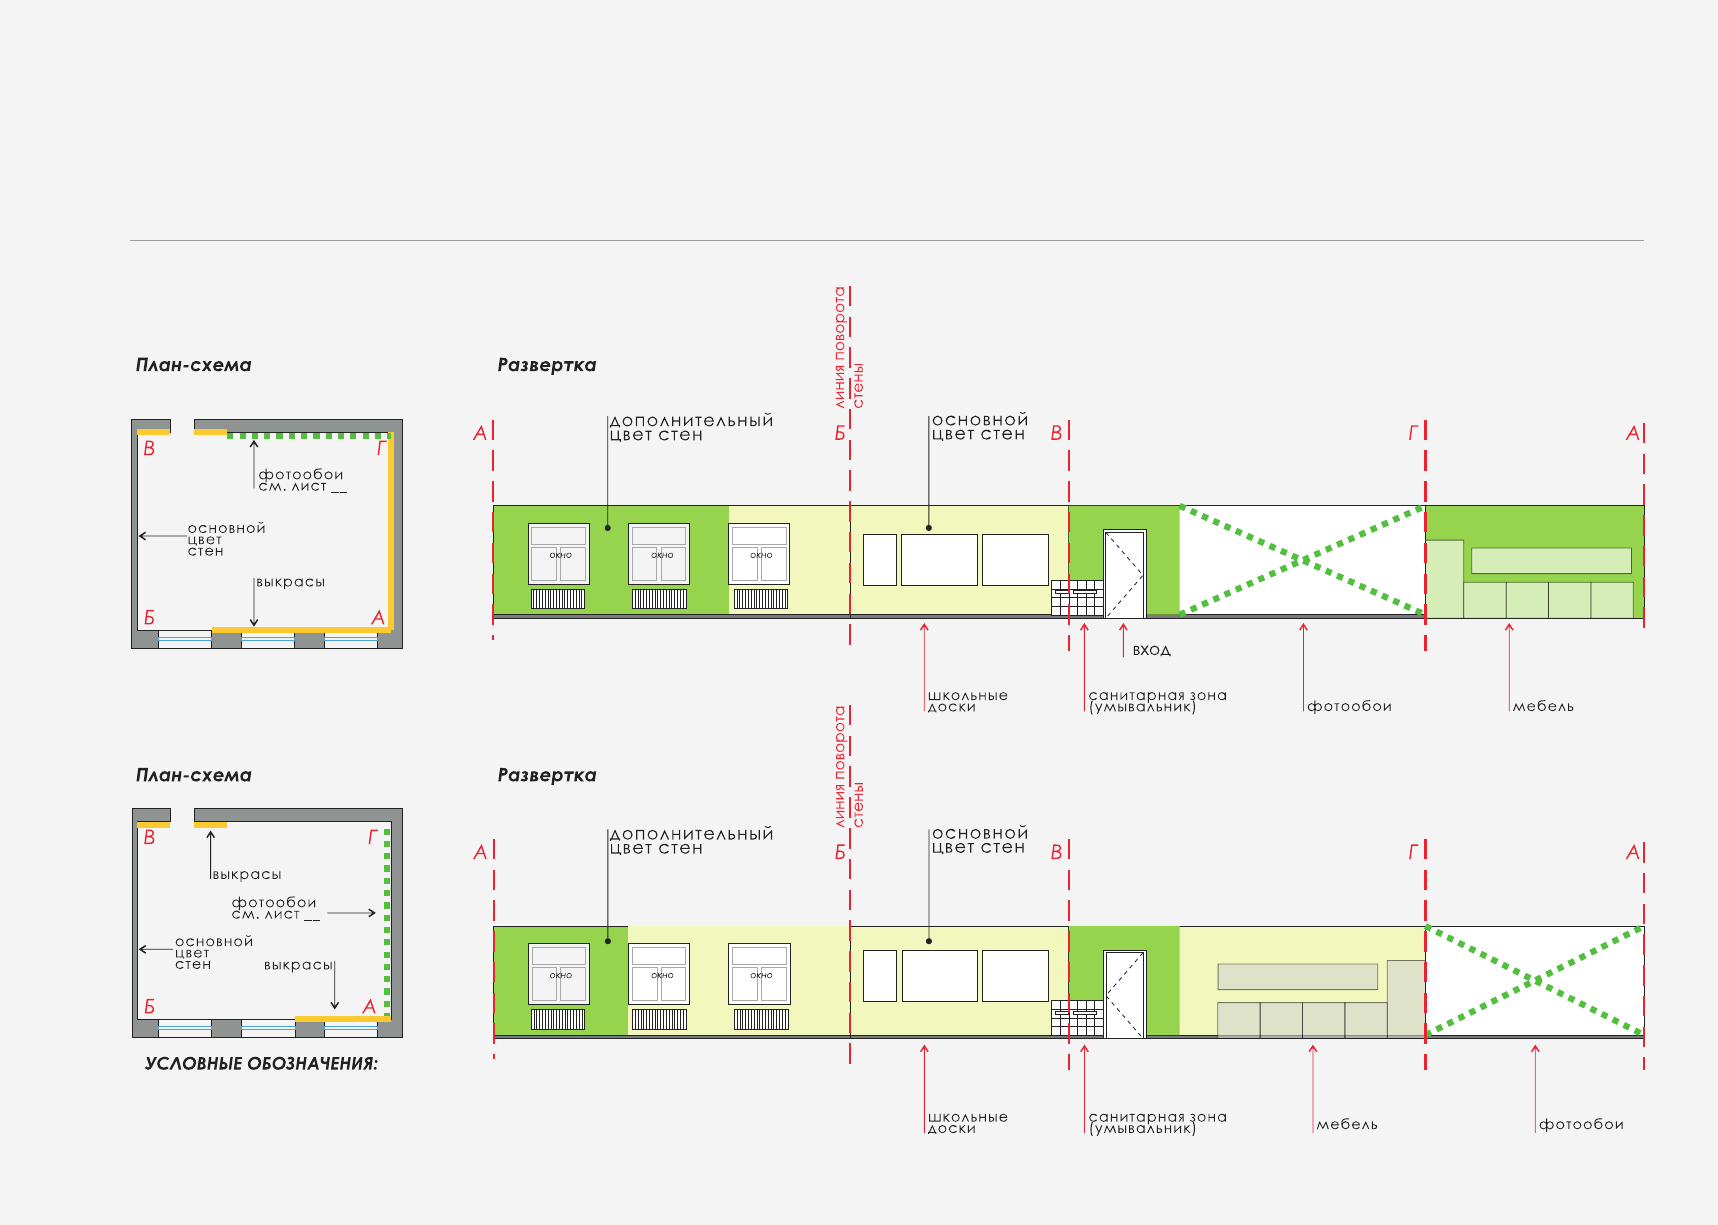 линия поворота
стены
План-схема
Развертка
В
Г
фотообои
см. лист __
основной
цвет
стен
выкрасы
Б
А
А
дополнительный
цвет стен
Б
основной
цвет стен
В
Г
А
окно
окно
окно
вход
школьные
доски
санитарная зона
(умывальник)
фотообои
мебель
линия поворота
стены
План-схема
Развертка
В
Г
выкрасы
фотообои
см. лист __
основной
цвет
стен
выкрасы
Б
А
УСЛОВНЫЕ ОБОЗНАЧЕНИЯ:
А
дополнительный
цвет стен
Б
основной
цвет стен
В
Г
А
окно
окно
окно
школьные
доски
санитарная зона
(умывальник)
мебель
фотообои